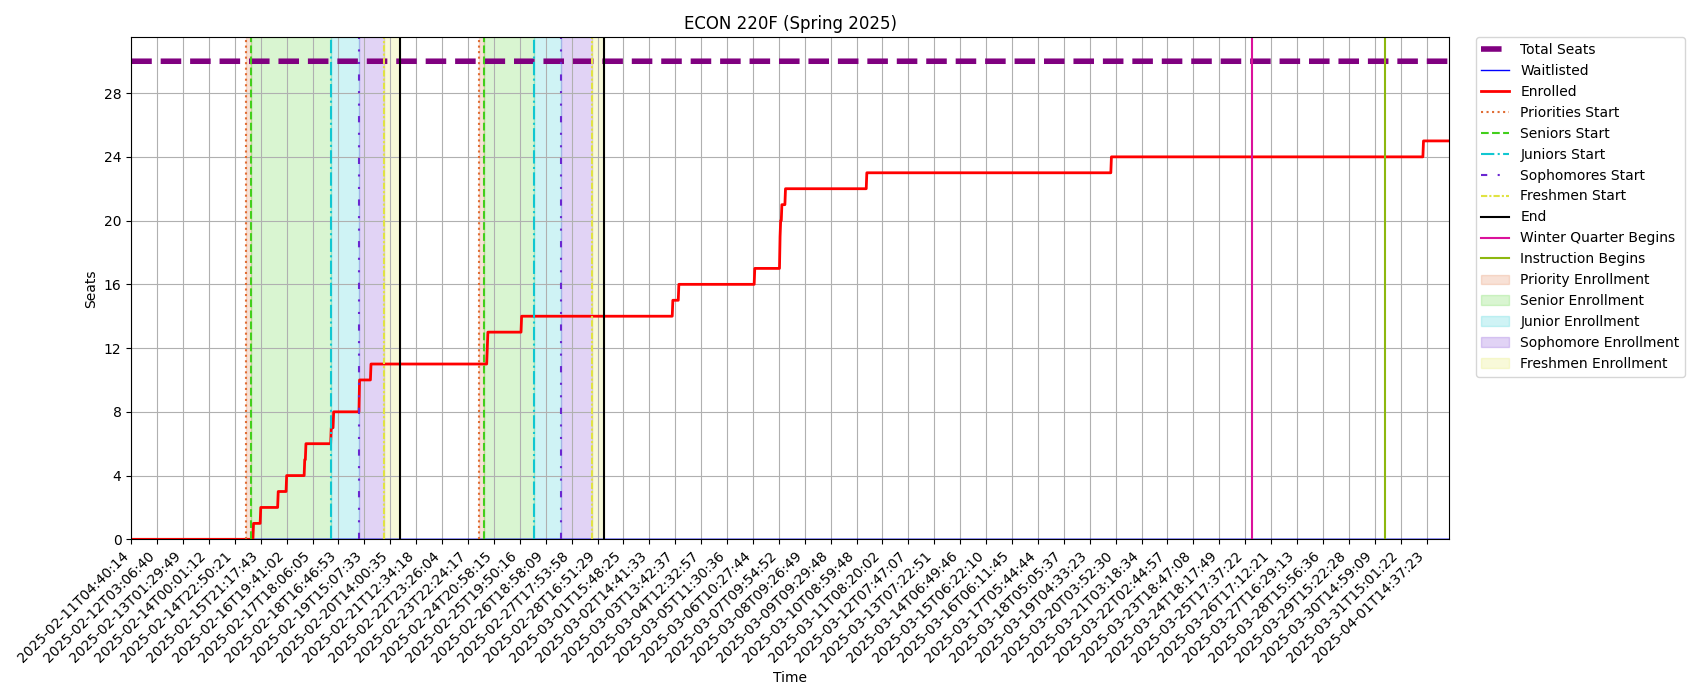 ECON 220F (Spring 2025)
Seats
28
24
20
16
12
8
4
0
2025-02-11T04:40:14
2025-02-12T03:06:40
2025-02-13T01:29:49
2025-02-14T00:01:12
2025-02-14T22:50:21
2025-02-15T21:17:43
2025-02-16T19:41:02
2025-02-17T18:06:05
2025-02-18T16:46:53
2025-02-19T15:07:33
2025-02-20T14:00:35
2025-02-21T12:34:18
2025-02-22T23:26:04
2025-02-23T22:24:17
2025-02-24T20:58:15
2025-02-25T19:50:16
2025-02-26T18:58:09
2025-02-27T17:53:58
2025-02-28T16:51:29
2025-03-01T15:48:25
2025-03-02T14:41:33
2025-03-03T13:42:37
2025-03-04T12:32:57
2025-03-05T11:30:36
2025-03-06T10:27:44
2025-03-07T09:54:52
2025-03-08T09:26:49
2025-03-09T09:29:48
2025-03-10T08:59:48
2025-03-11T08:20:02
2025-03-12T07:47:07
2025-03-13T07:22:51
2025-03-14T06:49:46
2025-03-15T06:22:10
2025-03-16T06:11:45
2025-03-17T05:44:44
2025-03-18T05:05:37
2025-03-19T04:33:23
2025-03-20T03:52:30
2025-03-21T03:18:34
2025-03-22T02:44:57
2025-03-23T18:47:08
2025-03-24T18:17:49
2025-03-25T17:37:22
2025-03-26T17:12:21
2025-03-27T16:29:13
2025-03-28T15:56:36
2025-03-29T15:22:28
2025-03-30T14:59:09
2025-03-31T15:01:22
2025-04-01T14:37:23
Time
Total Seats
Waitlisted
Enrolled
Priorities Start
Seniors Start
Juniors Start
Sophomores Start
Freshmen Start
End
Winter Quarter Begins
Instruction Begins
Priority Enrollment
Senior Enrollment
Junior Enrollment
Sophomore Enrollment
Freshmen Enrollment